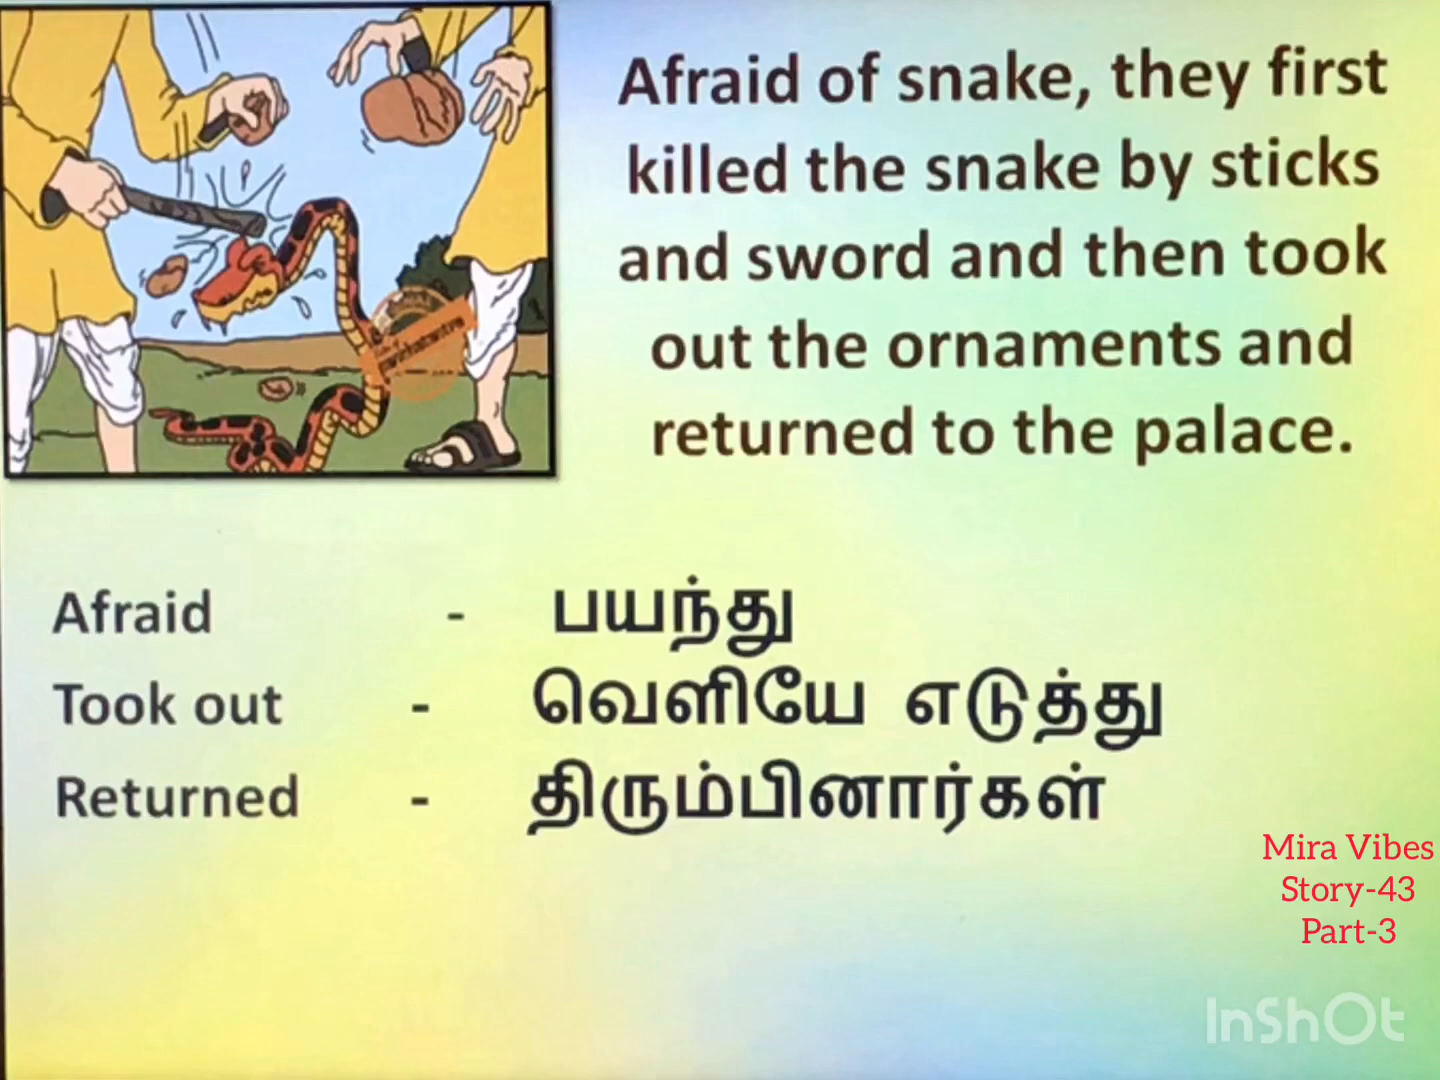 Afraid of snake, they first
killed the snake by sticks
and sword and then took
out the ornaments and
returned to the palace.
Afraid - பயந்து
Took out - வெளியே எடுத்து
Returned - திரும்பினார்கள்
Mira Vibes
Story-43
Part-3
InShOt